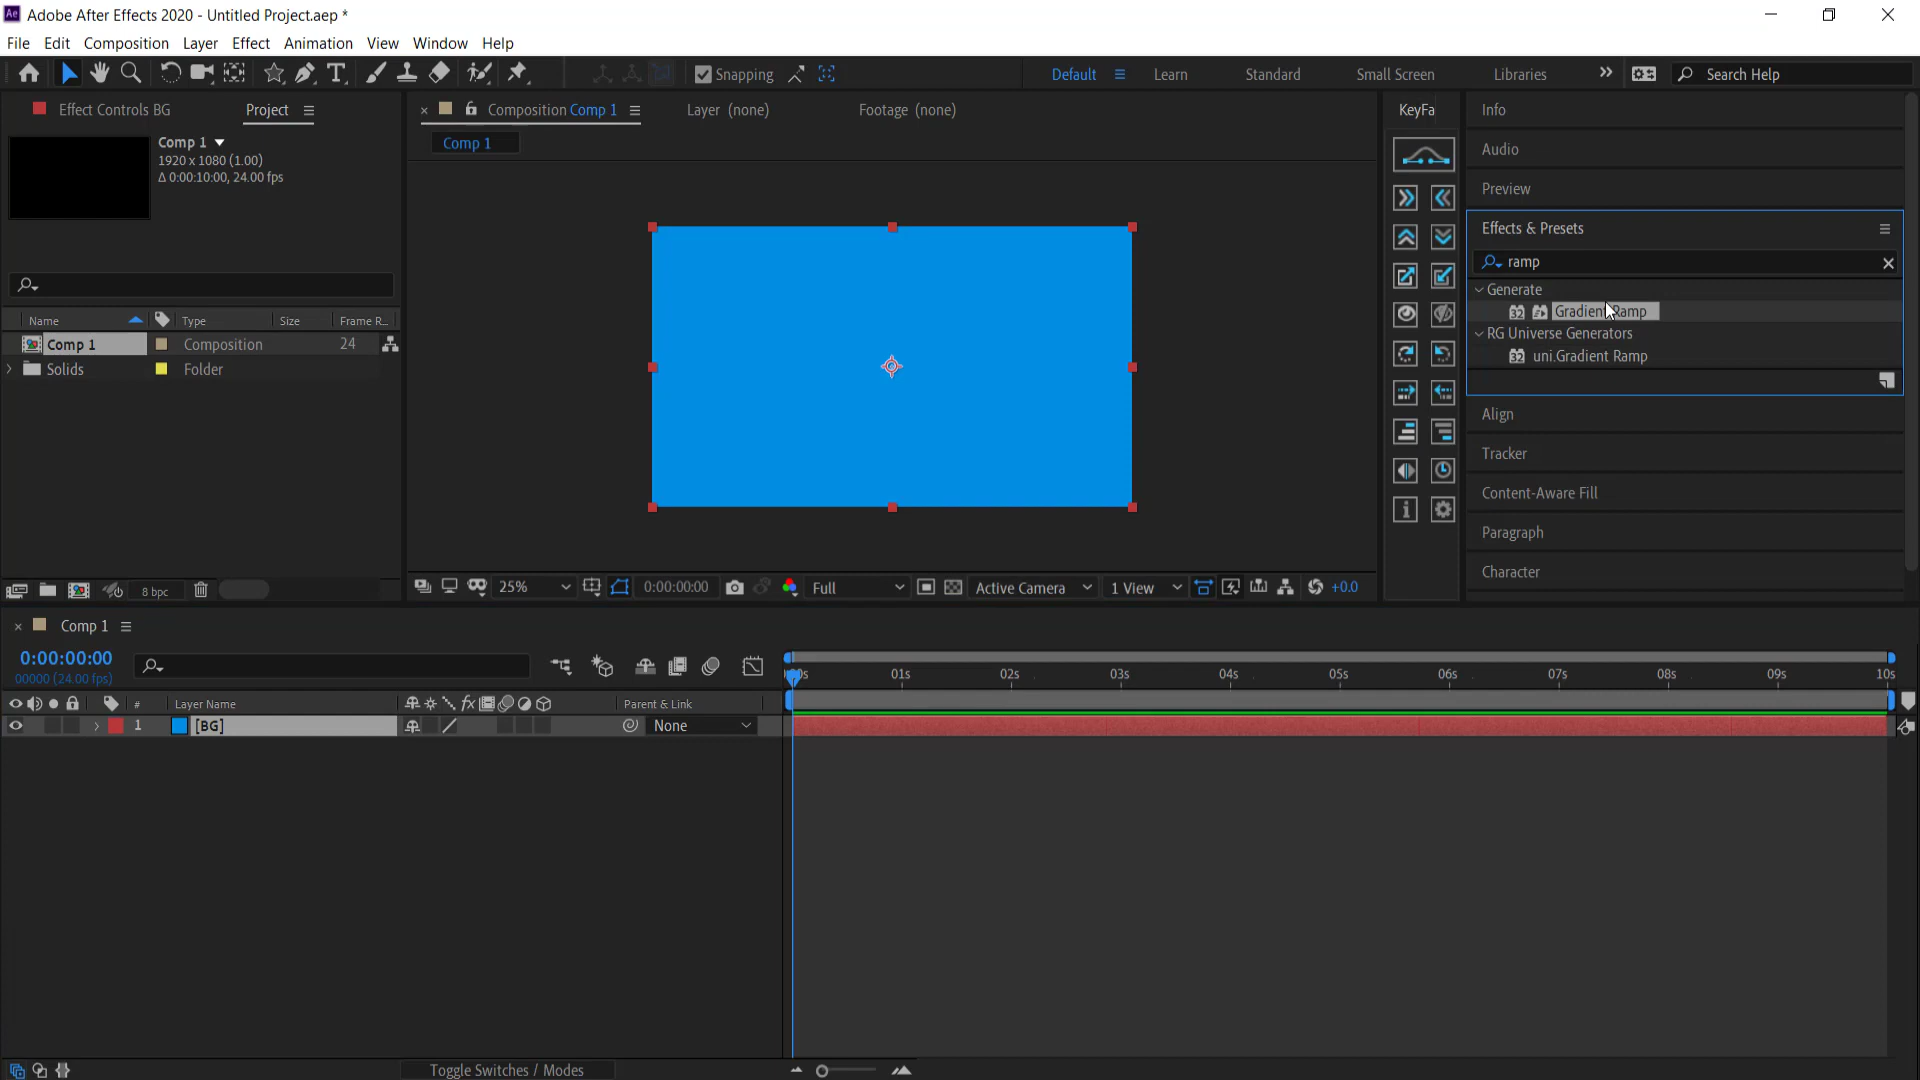 Adobe After Effects 2020 - Untitled Project.aep *
File Edit Composition Layer Effect Animation View Window Help
Snapping
Default Learn Standard Small Screen Libraries Search Help
Effect Controls BG Project
Comp 1
1920 x 1080 (1.00)
Δ 0:00:10:00, 24.00 fps
Name Type Size Frame R...
Comp 1 Composition 24
Solids Folder
8 bpc
Composition Comp 1 Layer (none) Footage (none)
Comp 1
25% 0:00:00:00 Full Active Camera 1 View +0.0
KeyFa
Info
Audio
Preview
Effects & Presets
ramp
Generate
32 Gradient Ramp
RG Universe Generators
32 uni.Gradient Ramp
Align
Tracker
Content-Aware Fill
Paragraph
Character
Comp 1
0:00:00:00
00000 (24.00 fps)
01s 02s 03s 04s 05s 06s 07s 08s 09s 10s
# Layer Name Parent & Link
1 [BG] None
Toggle Switches / Modes